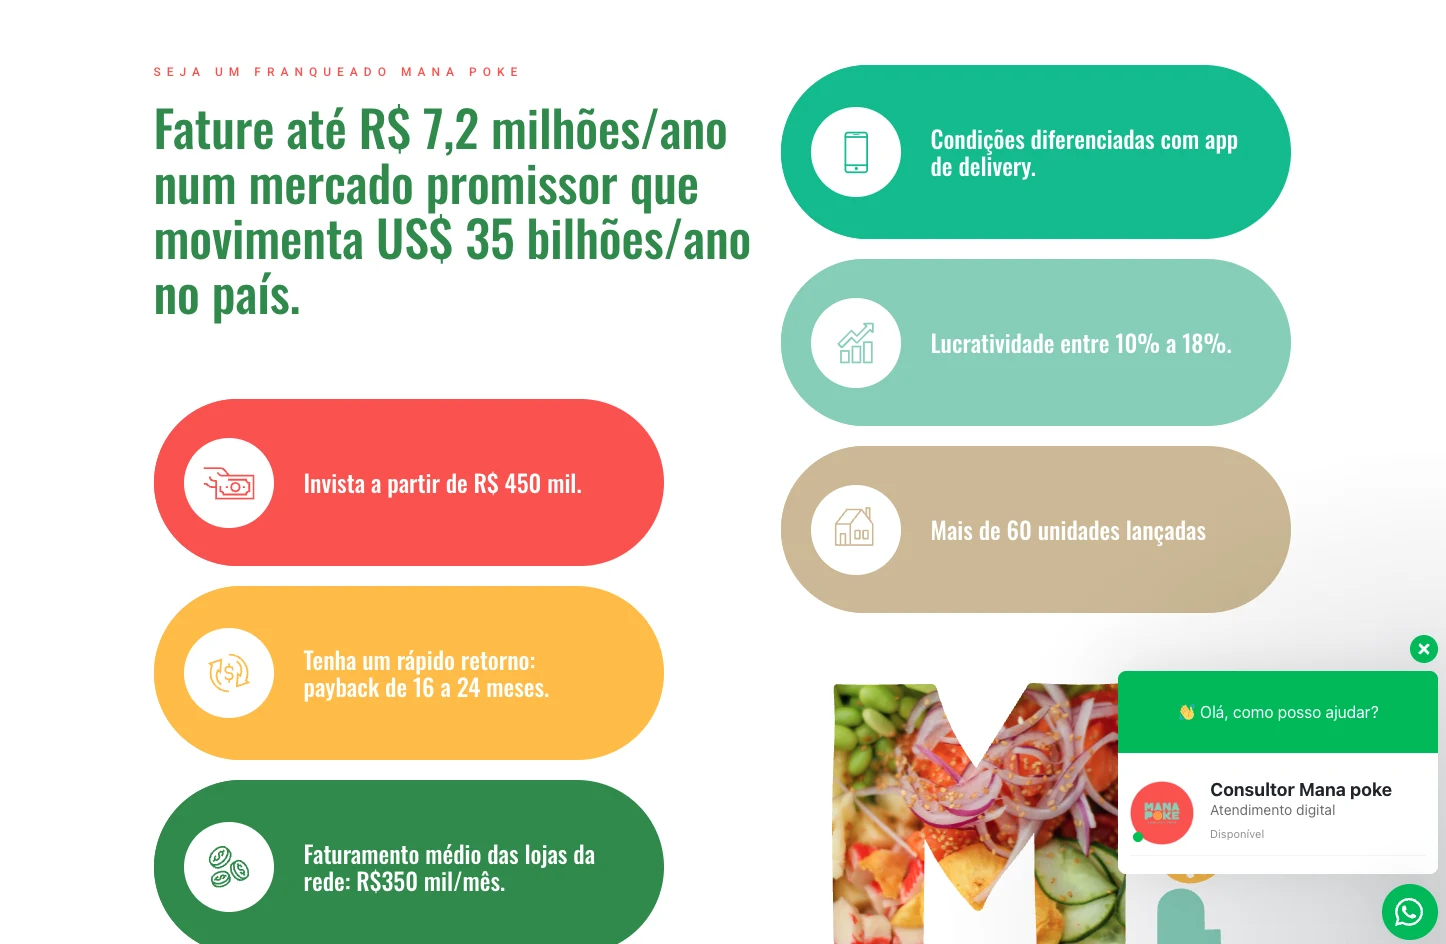 SEJA UM FRANQUEADO MANA POKE
Fature até R$ 7,2 milhões/ano
num mercado promissor que
movimenta US$ 35 bilhões/ano
no país.
Invista a partir de R$ 450 mil.
Tenha um rápido retorno:
payback de 16 a 24 meses.
Faturamento médio das lojas da
rede: R$350 mil/mês.
Condições diferenciadas com app
de delivery.
Lucratividade entre 10% a 18%.
Mais de 60 unidades lançadas
👋 Olá, como posso ajudar?
MANA
POKE
Consultor Mana poke
Atendimento digital
Disponível